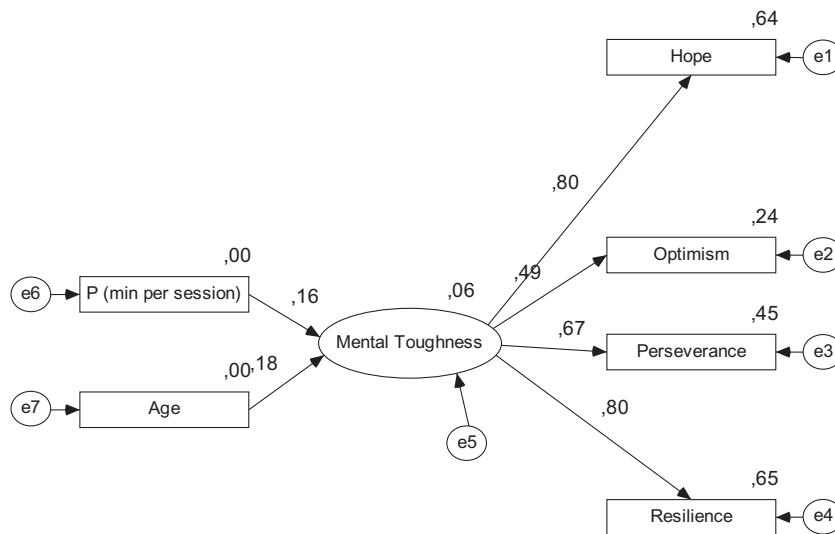 ,64
Hope
e1
,80
,24
Optimism
e2
,49
,00
e6
P (min per session)
,16
,06
Mental Toughness
,67
,45
Perseverance
e3
,00
,18
e7
Age
e5
,80
,65
Resilience
e4